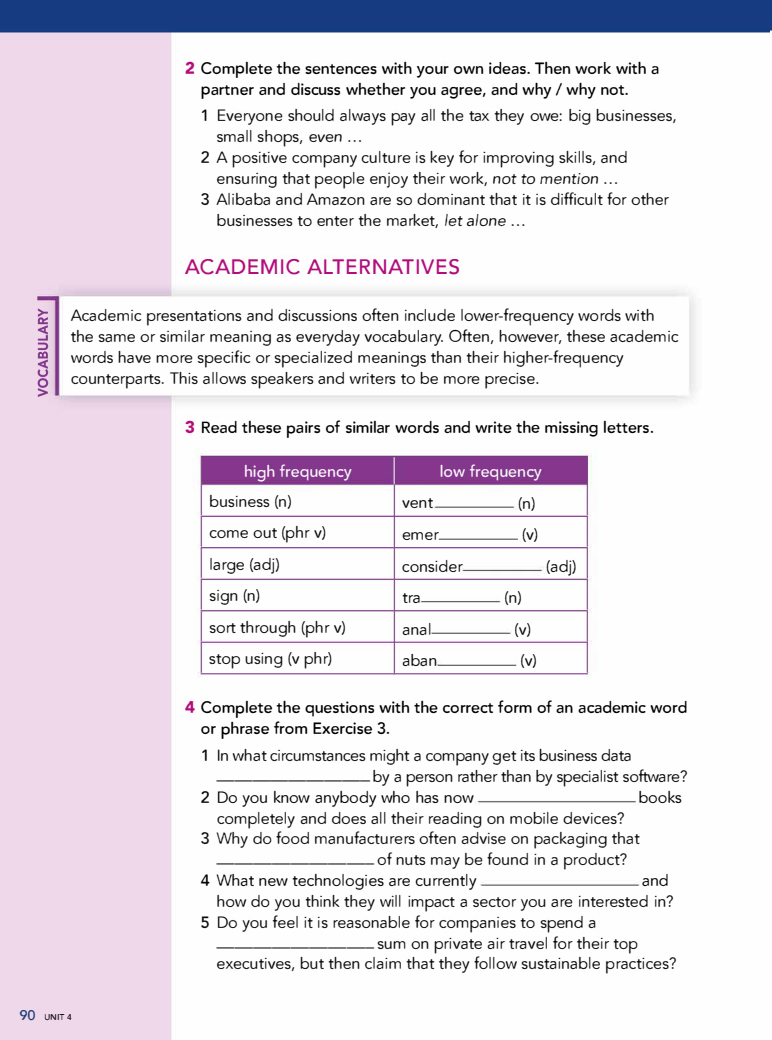 2 Complete the sentences with your own ideas. Then work with a
partner and discuss whether you agree, and why / why not.
1 Everyone should always pay all the tax they owe: big businesses,
small shops, even …
2 A positive company culture is key for improving skills, and
ensuring that people enjoy their work, not to mention …
3 Alibaba and Amazon are so dominant that it is difficult for other
businesses to enter the market, let alone …
ACADEMIC ALTERNATIVES
VOCABULARY
Academic presentations and discussions often include lower-frequency words with
the same or similar meaning as everyday vocabulary. Often, however, these academic
words have more specific or specialized meanings than their higher-frequency
counterparts. This allows speakers and writers to be more precise.
3 Read these pairs of similar words and write the missing letters.
high frequency low frequency
business (n) vent__________ (n)
come out (phr v) emer__________ (v)
large (adj) consider__________ (adj)
sign (n) tra__________ (n)
sort through (phr v) anal__________ (v)
stop using (v phr) aban__________ (v)
4 Complete the questions with the correct form of an academic word
or phrase from Exercise 3.
1 In what circumstances might a company get its business data
____________________ by a person rather than by specialist software?
2 Do you know anybody who has now ____________________ books
completely and does all their reading on mobile devices?
3 Why do food manufacturers often advise on packaging that
____________________ of nuts may be found in a product?
4 What new technologies are currently ____________________ and
how do you think they will impact a sector you are interested in?
5 Do you feel it is reasonable for companies to spend a
____________________ sum on private air travel for their top
executives, but then claim that they follow sustainable practices?
90 UNIT 4